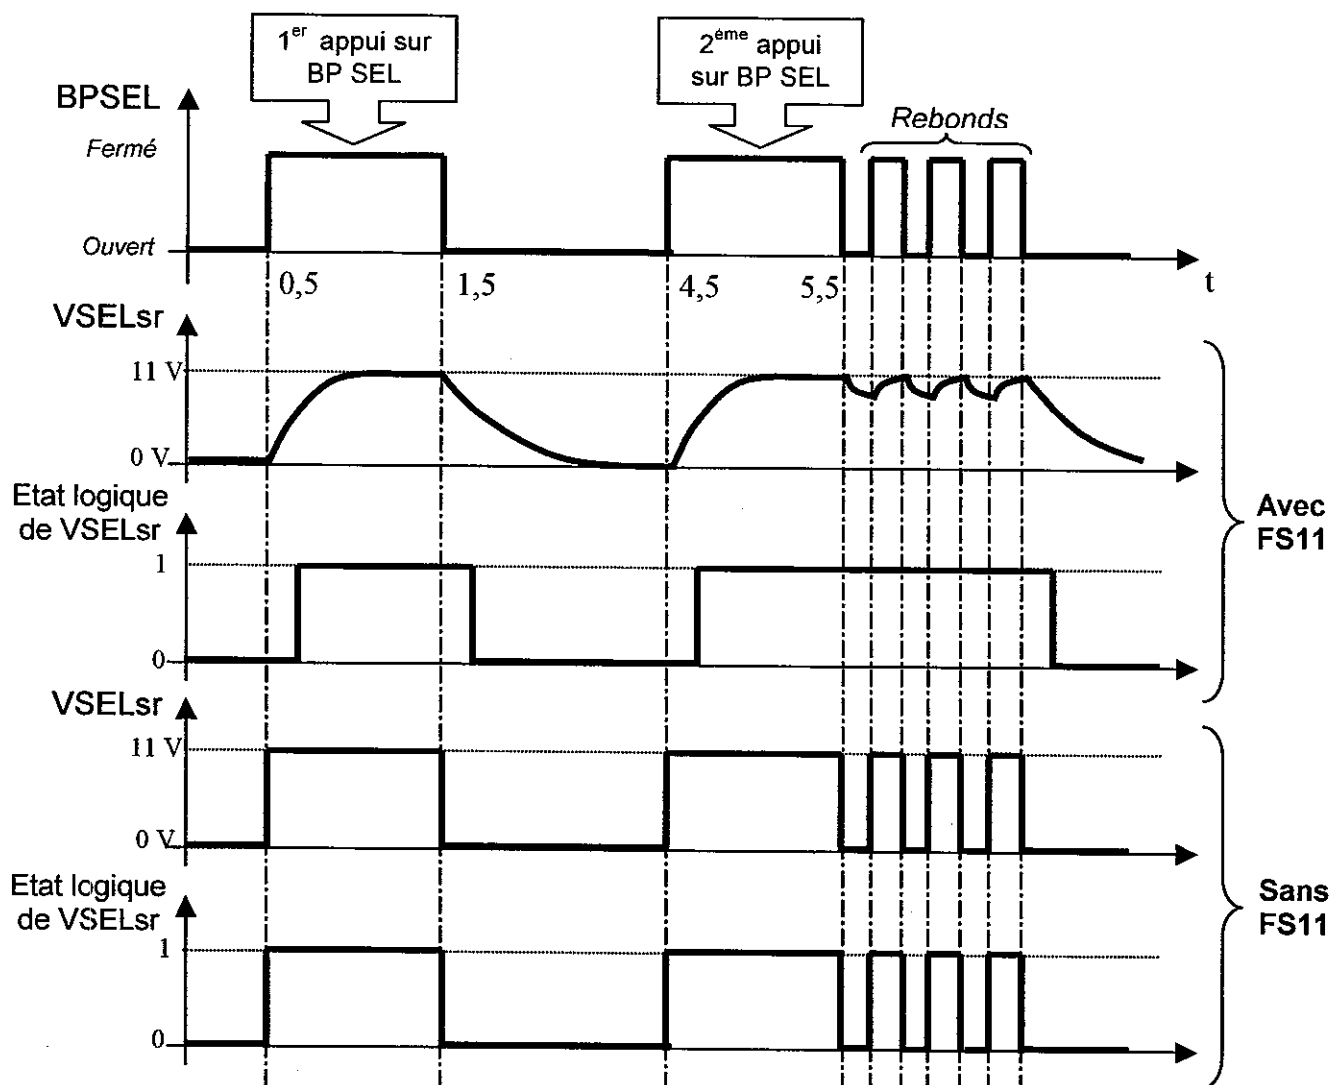 1er appui sur
BP SEL
2ème appui
sur BP SEL
BPSEL
Rebonds
Fermé
Ouvert
0,5
1,5
4,5
5,5
t
VSELsr
11 V
0 V
Etat logique
de VSELsr
1
0
Avec
FS11
VSELsr
11 V
0 V
Etat logique
de VSELsr
1
0
Sans
FS11